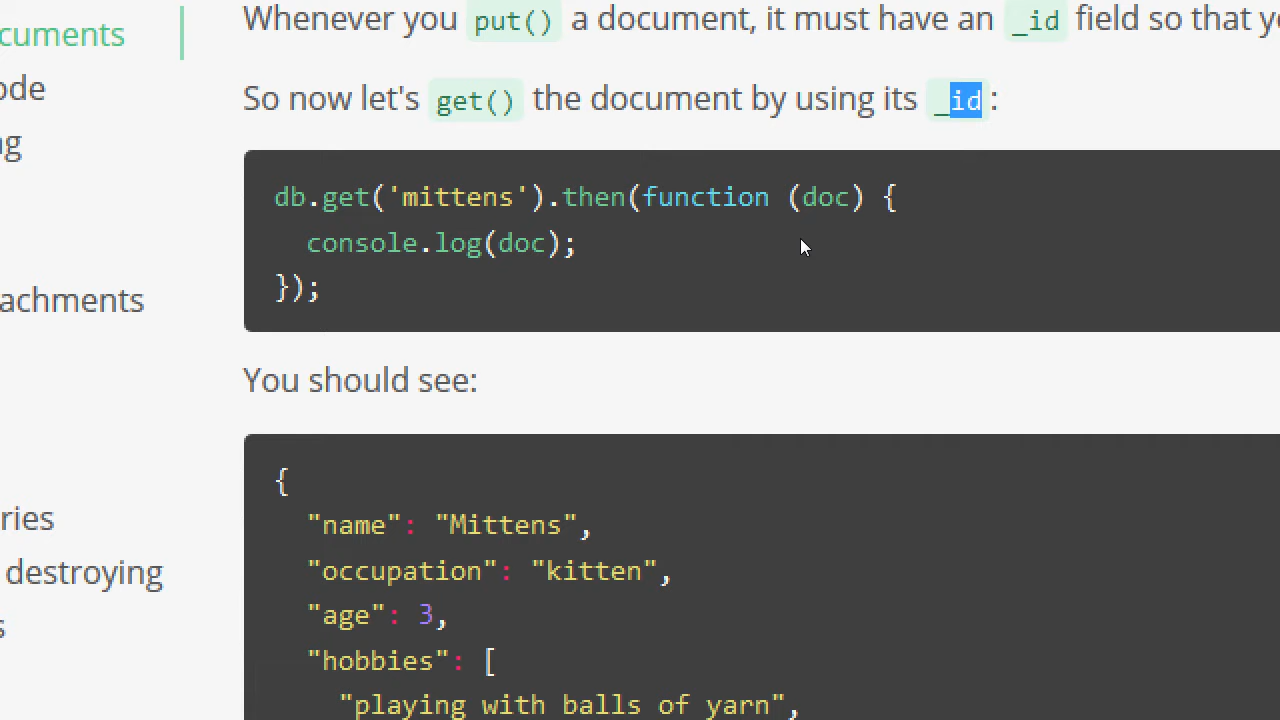 Whenever you put() a document, it must have an _id field so that
cuments
ode
So now let's get() the document by using its _id:
db.get('mittens').then(function (doc) {
  console.log(doc);
});
achments
You should see:
{
  "name": "Mittens",
ries
  "occupation": "kitten",
destroying
  "age": 3,
  "hobbies": [
    "playing with balls of yarn",